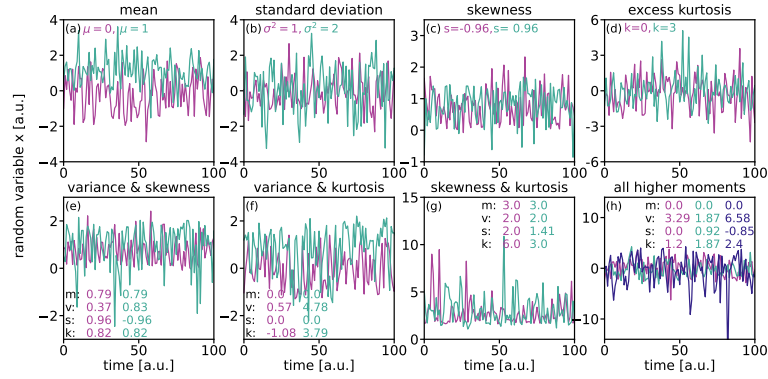 mean
standard deviation
skewness
excess kurtosis
random variable x [a.u.]
(a) μ = 0, μ = 1
4
2
0
−2
−4
0 50 100
(b) σ² = 1, σ² = 2
4
2
0
−2
−4
0 50 100
(c) s=-0.96, s= 0.96
3
2
1
0
−1
0 50 100
(d) k=0, k=3
6
3
0
−3
−6
0 50 100
variance & skewness
variance & kurtosis
skewness & kurtosis
all higher moments
(e)
2
0
−2
m: 0.79 0.79
v: 0.37 0.83
s: 0.96 -0.96
k: 0.82 0.82
0 50 100
time [a.u.]
(f)
2
0
−2
m: 0.0 0.0
v: 0.57 4.78
s: 0.0 0.0
k: -1.08 3.79
0 50 100
time [a.u.]
(g)
m: 3.0 3.0
v: 2.0 2.0
s: 2.0 1.41
k: 6.0 3.0
15
10
5
0
0 50 100
time [a.u.]
(h)
m: 0.0 0.0 0.0
v: 3.29 1.87 6.58
s: 0.0 0.92 -0.85
k: 1.2 1.87 2.4
10
0
−10
0 50 100
time [a.u.]